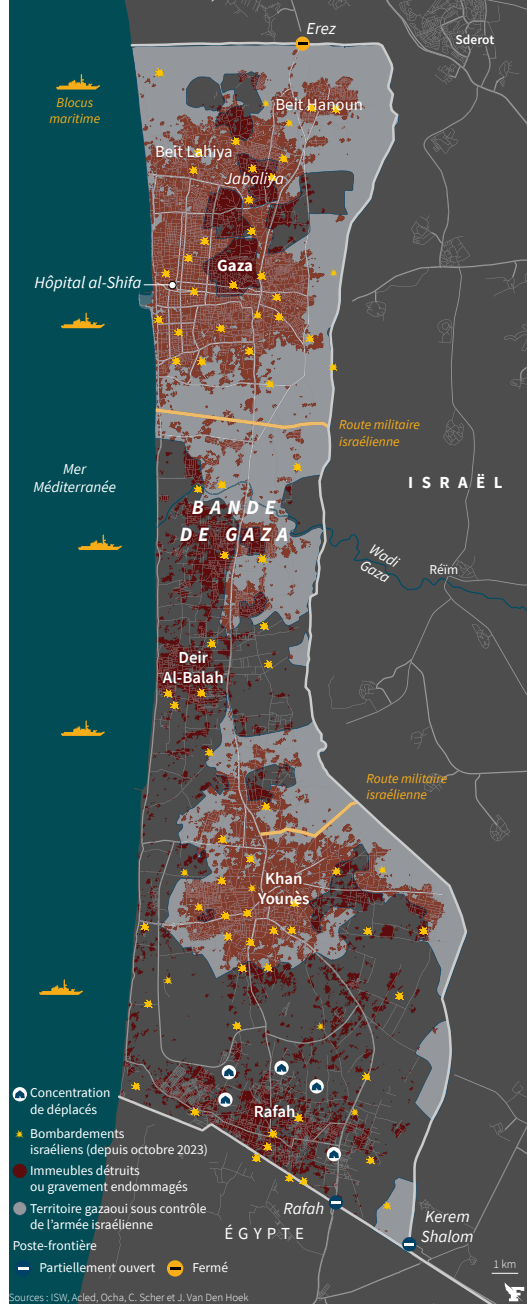 Erez
Sderot
Blocus
maritime
Beit Hanoun
Beit Lahiya
Jabaliya
Gaza
Hôpital al-Shifa
Route militaire
israélienne
Mer
Méditerranée
ISRAËL
BANDE
DE GAZA
Wadi
Gaza
Réïm
Deir
Al-Balah
Route militaire
israélienne
Khan
Younès
Concentration
de déplacés
Rafah
Bombardements
israéliens (depuis octobre 2023)
Immeubles détruits
ou gravement endommagés
Territoire gazaoui sous contrôle
de l'armée israélienne
Rafah
Kerem
Shalom
ÉGYPTE
Poste-frontière
Partiellement ouvert
Fermé
1 km
Sources : ISW, Acled, Ocha, C. Scher et J. Van Den Hoek